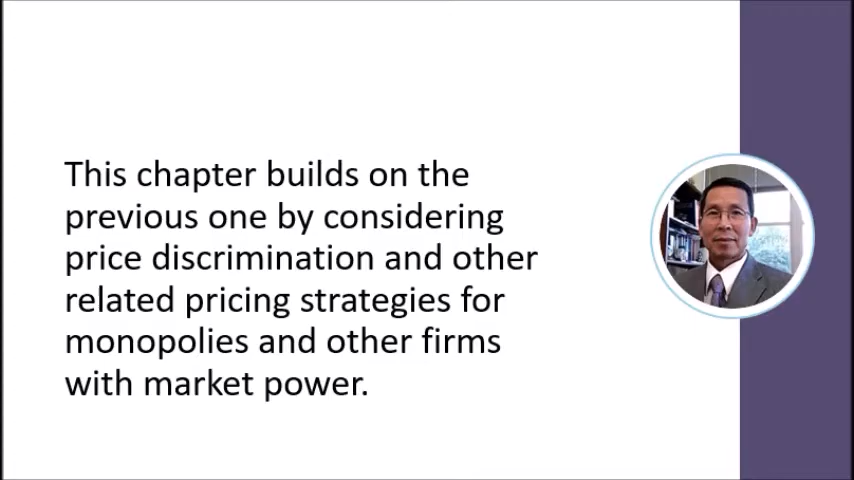 This chapter builds on the
previous one by considering
price discrimination and other
related pricing strategies for
monopolies and other firms
with market power.